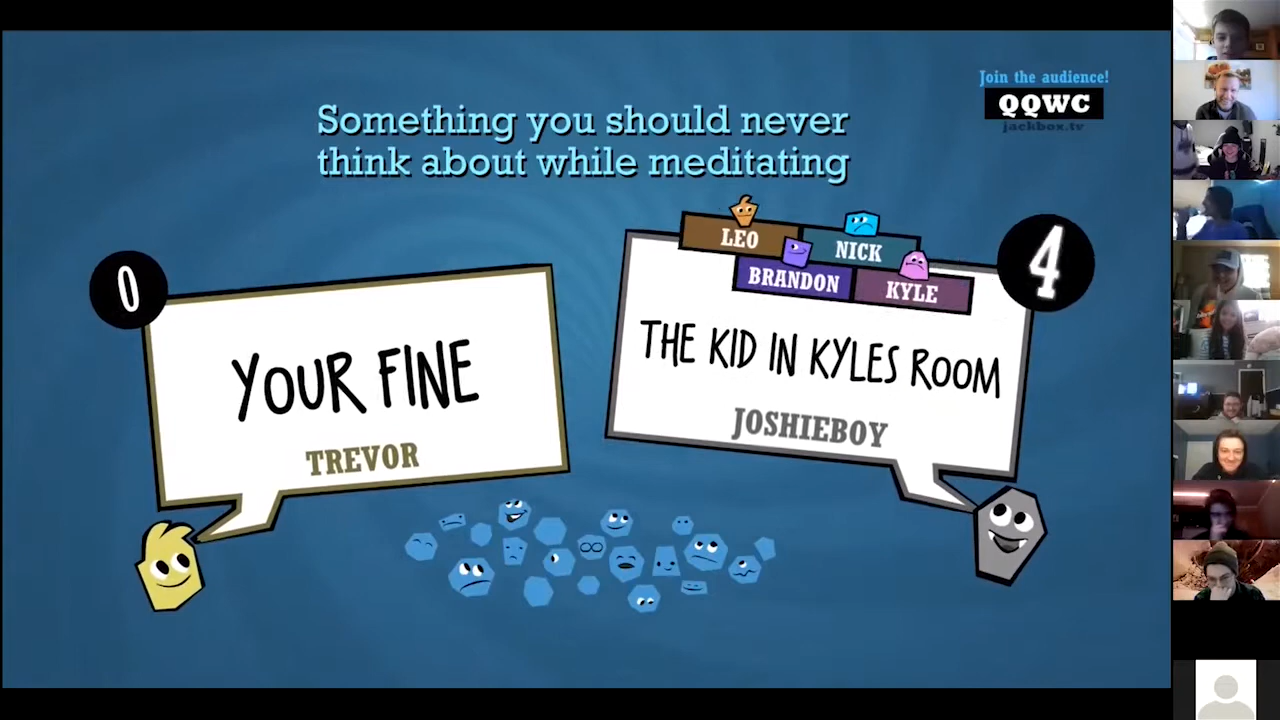 Join the audience!
QQWC
jackbox.tv
Something you should never
think about while meditating
0
YOUR FINE
TREVOR
LEO
NICK
BRANDON
KYLE
4
THE KID IN KYLES ROOM
JOSHIEBOY